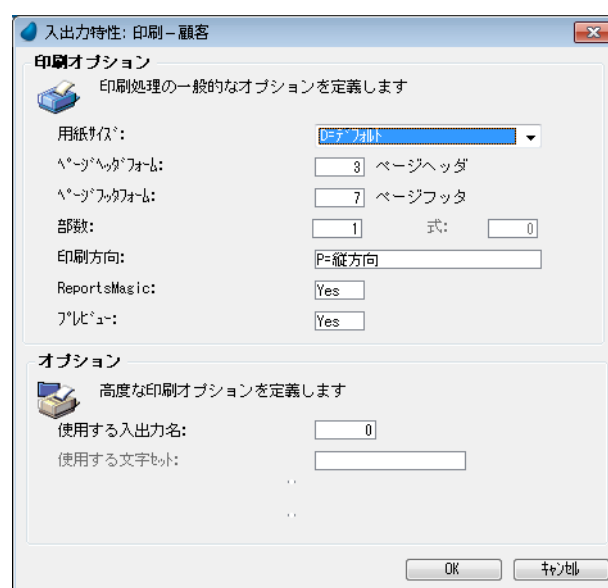 入出力特性: 印刷 – 顧客
印刷オプション
印刷処理の一般的なオプションを定義します
用紙ｻｲｽﾞ: D=ﾃﾞﾌｫﾙﾄ
ﾍﾟｰｼﾞﾍｯﾀﾞﾌｫｰﾑ: 3 ページヘッダ
ﾍﾟｰｼﾞﾌｯﾀﾌｫｰﾑ: 7 ページフッタ
部数: 1 式: 0
印刷方向: P=縦方向
ReportsMagic: Yes
ﾌﾟﾚﾋﾞｭｰ: Yes
オプション
高度な印刷オプションを定義します
使用する入出力名: 0
使用する文字ｾｯﾄ:
OK ｷｬﾝｾﾙ